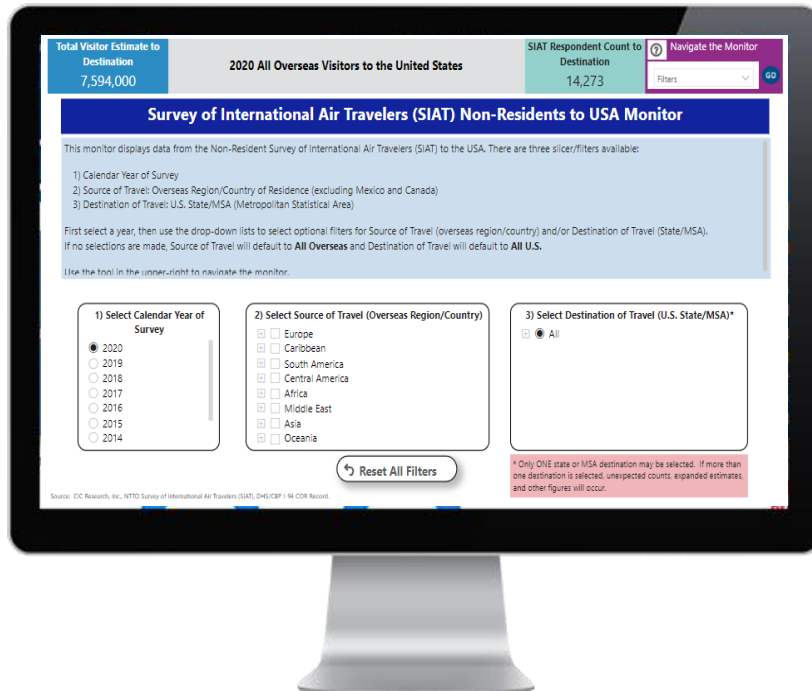 Total Visitor Estimate to
Destination
7,594,000
2020 All Overseas Visitors to the United States
SIAT Respondent Count to
Destination
14,273
? Navigate the Monitor
Filters
GO
Survey of International Air Travelers (SIAT) Non-Residents to USA Monitor
This monitor displays data from the Non-Resident Survey of International Air Travelers (SIAT) to the USA. There are three slicer/filters available:
1) Calendar Year of Survey
2) Source of Travel: Overseas Region/Country of Residence (excluding Mexico and Canada)
3) Destination of Travel: U.S. State/MSA (Metropolitan Statistical Area)
First select a year, then use the drop-down lists to select optional filters for Source of Travel (overseas region/country) and/or Destination of Travel (State/MSA).
If no selections are made, Source of Travel will default to All Overseas and Destination of Travel will default to All U.S.
Use the tool in the upper-right to navigate the monitor.
1) Select Calendar Year of
Survey
2020
2019
2018
2017
2016
2015
2014
2) Select Source of Travel (Overseas Region/Country)
Europe
Caribbean
South America
Central America
Africa
Middle East
Asia
Oceania
3) Select Destination of Travel (U.S. State/MSA)*
All
Reset All Filters
* Only ONE state or MSA destination may be selected. If more than
one destination is selected, unexpected counts, expanded estimates,
and other figures will occur.
Source: CIC Research, Inc., NTTO Survey of International Air Travelers (SIAT), DHS/CBP I-94 COR Record.